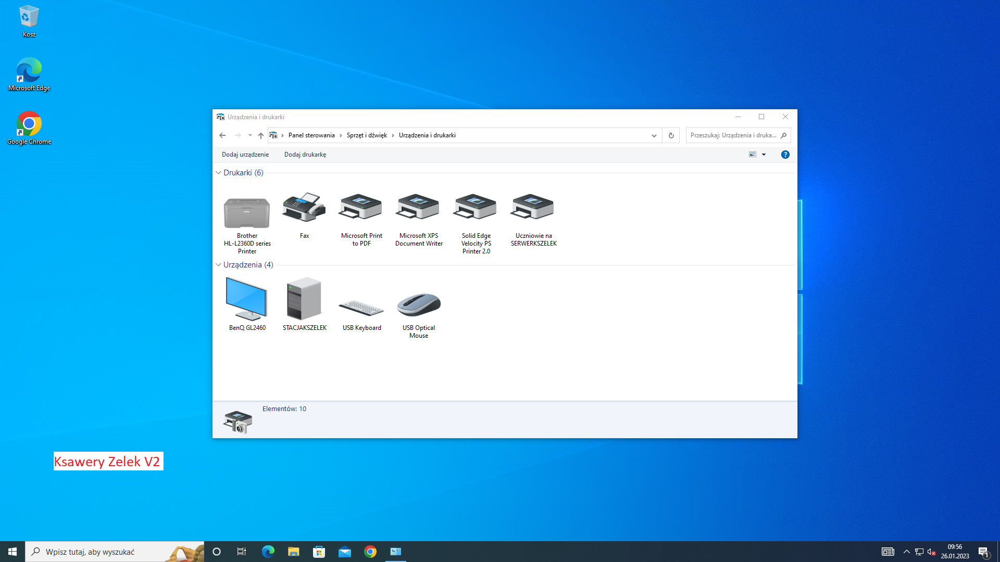 Kosz
Microsoft Edge
Google Chrome
Urządzenia i drukarki
Panel sterowania
Sprzęt i dźwięk
Urządzenia i drukarki
Przeszukaj: Urządzenia i druka...
Dodaj urządzenie
Dodaj drukarkę
?
Drukarki (6)
Brother
HL-L2360D series
Printer
Fax
Microsoft Print
to PDF
Microsoft XPS
Document Writer
Solid Edge
Velocity PS
Printer 2.0
Uczniowie na
SERWERKSZELEK
Urządzenia (4)
BenQ GL2460
STACJAKSZELEK
USB Keyboard
USB Optical
Mouse
Elementów: 10
Ksawery Zelek V2
Wpisz tutaj, aby wyszukać
09:56
26.01.2023
1